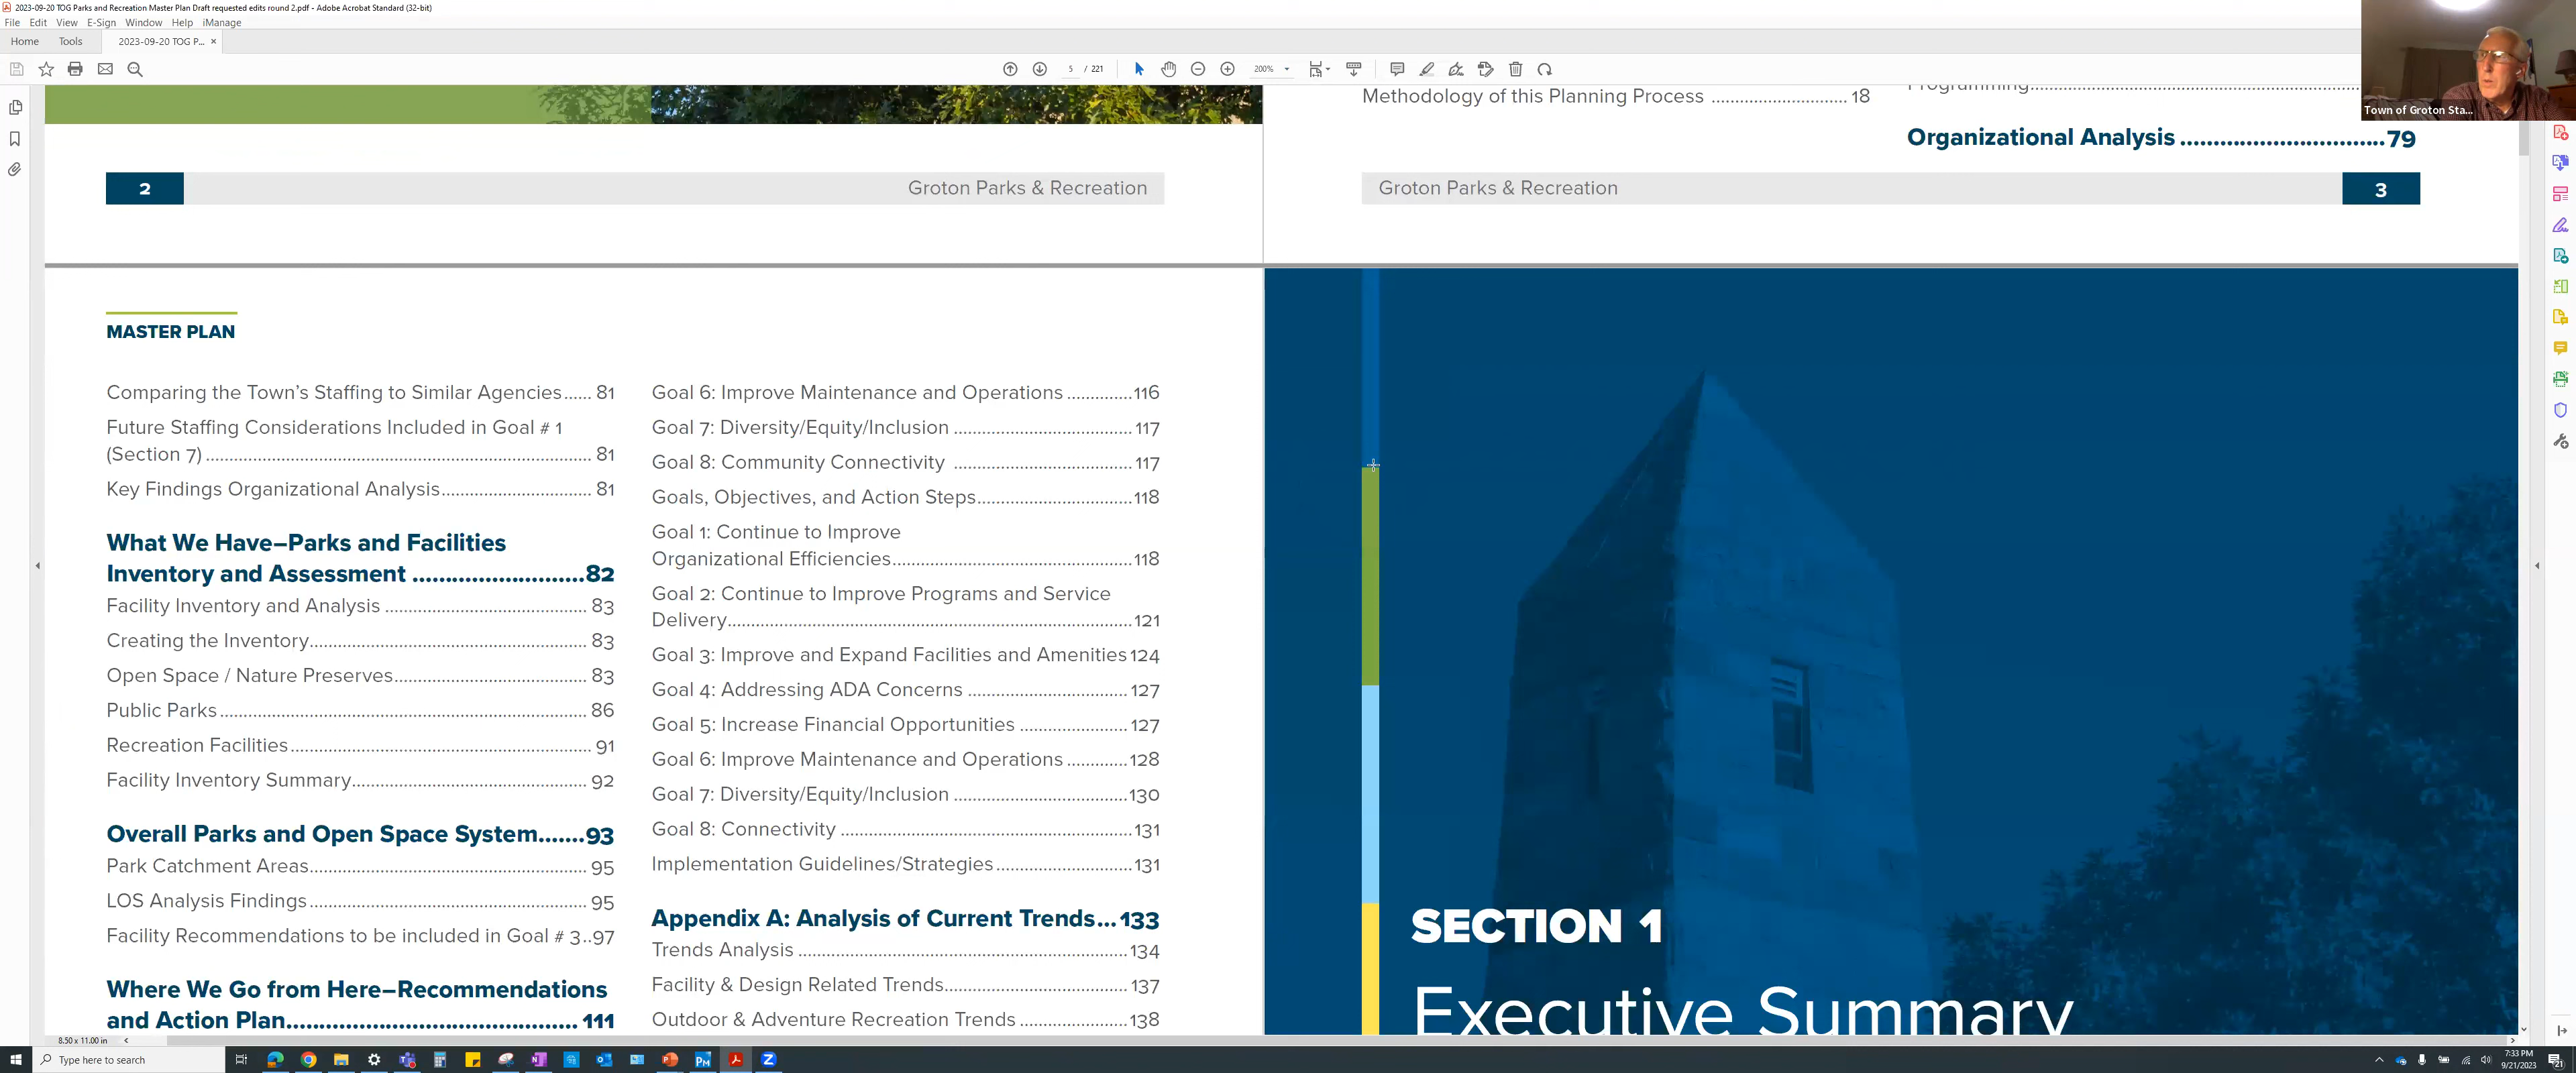 2023-09-20 TOG Parks and Recreation Master Plan Draft requested edits round 2.pdf - Adobe Acrobat Standard (32-bit)
File Edit View E-Sign Window Help iManage
Home Tools 2023-09-20 TOG P... ×
5 / 221 200%
Town of Groton Sta...
Methodology of this Planning Process 18
Programming
Organizational Analysis 79
2 Groton Parks & Recreation
Groton Parks & Recreation 3
MASTER PLAN
Comparing the Town's Staffing to Similar Agencies...... 81
Future Staffing Considerations Included in Goal # 1
(Section 7) 81
Key Findings Organizational Analysis 81
What We Have–Parks and Facilities
Inventory and Assessment 82
Facility Inventory and Analysis 83
Creating the Inventory 83
Open Space / Nature Preserves 83
Public Parks 86
Recreation Facilities 91
Facility Inventory Summary 92
Overall Parks and Open Space System.......93
Park Catchment Areas 95
LOS Analysis Findings 95
Facility Recommendations to be included in Goal # 3..97
Where We Go from Here–Recommendations
and Action Plan 111
Goal 6: Improve Maintenance and Operations 116
Goal 7: Diversity/Equity/Inclusion 117
Goal 8: Community Connectivity 117
Goals, Objectives, and Action Steps 118
Goal 1: Continue to Improve
Organizational Efficiencies 118
Goal 2: Continue to Improve Programs and Service
Delivery 121
Goal 3: Improve and Expand Facilities and Amenities 124
Goal 4: Addressing ADA Concerns 127
Goal 5: Increase Financial Opportunities 127
Goal 6: Improve Maintenance and Operations 128
Goal 7: Diversity/Equity/Inclusion 130
Goal 8: Connectivity 131
Implementation Guidelines/Strategies 131
Appendix A: Analysis of Current Trends...133
Trends Analysis 134
Facility & Design Related Trends 137
Outdoor & Adventure Recreation Trends 138
SECTION 1
Executive Summary
8.50 x 11.00 in
Type here to search
7:33 PM
9/21/2023
21